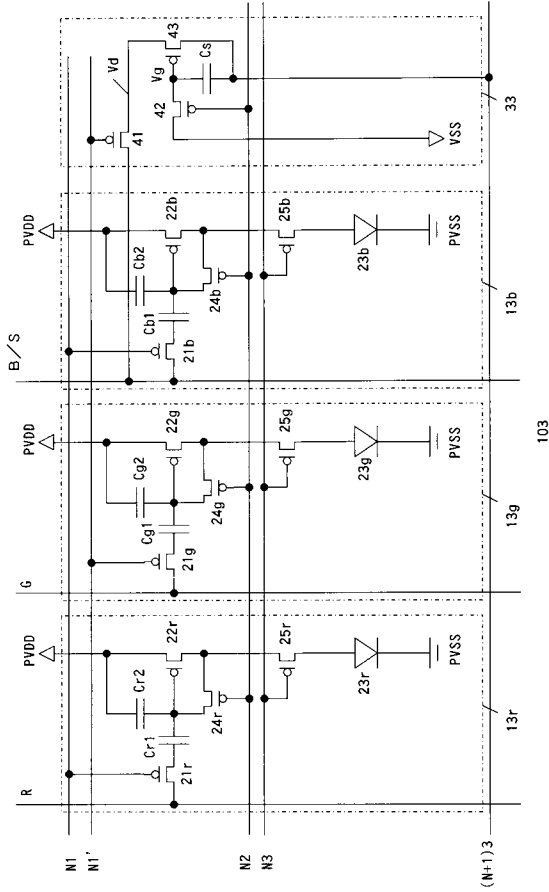 B/S
G
R
PVDD
PVDD
PVDD
N1
N1'
Vd
43
Vg
Cs
42
41
VSS
33
Cr2
22r
Cr1
21r
24r
25r
23r
PVSS
13r
Cg2
22g
Cg1
21g
24g
25g
23g
PVSS
13g
Cb2
22b
Cb1
21b
24b
25b
23b
PVSS
13b
N2
N3
(N+1)3
103